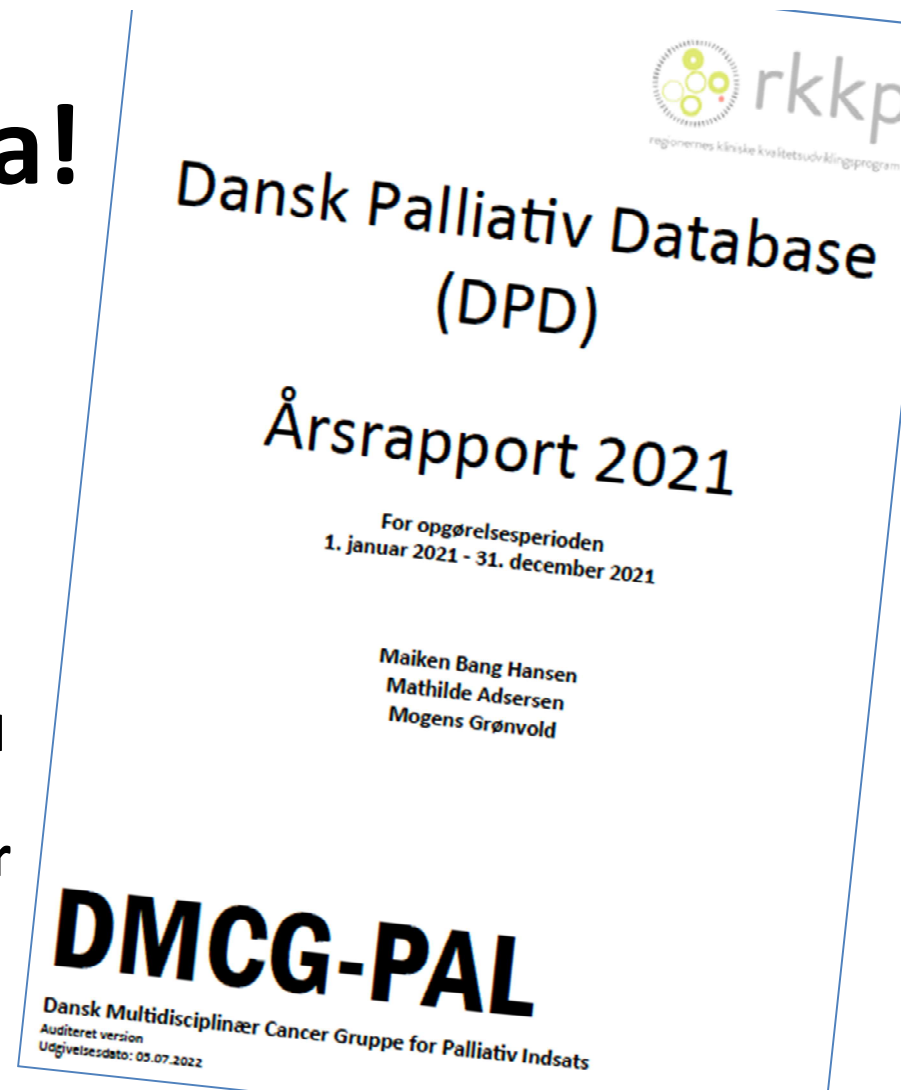 a!
rkkp
regionernes kliniske kvalitetsudviklingsprogram
Dansk Palliativ Database
(DPD)
Årsrapport 2021
For opgørelsesperioden
1. januar 2021 - 31. december 2021
Maiken Bang Hansen
Mathilde Adsersen
Mogens Grønvold
r
DMCG-PAL
Dansk Multidisciplinær Cancer Gruppe for Palliativ Indsats
Auditeret version
Udgivelsesdato: 05.07.2022